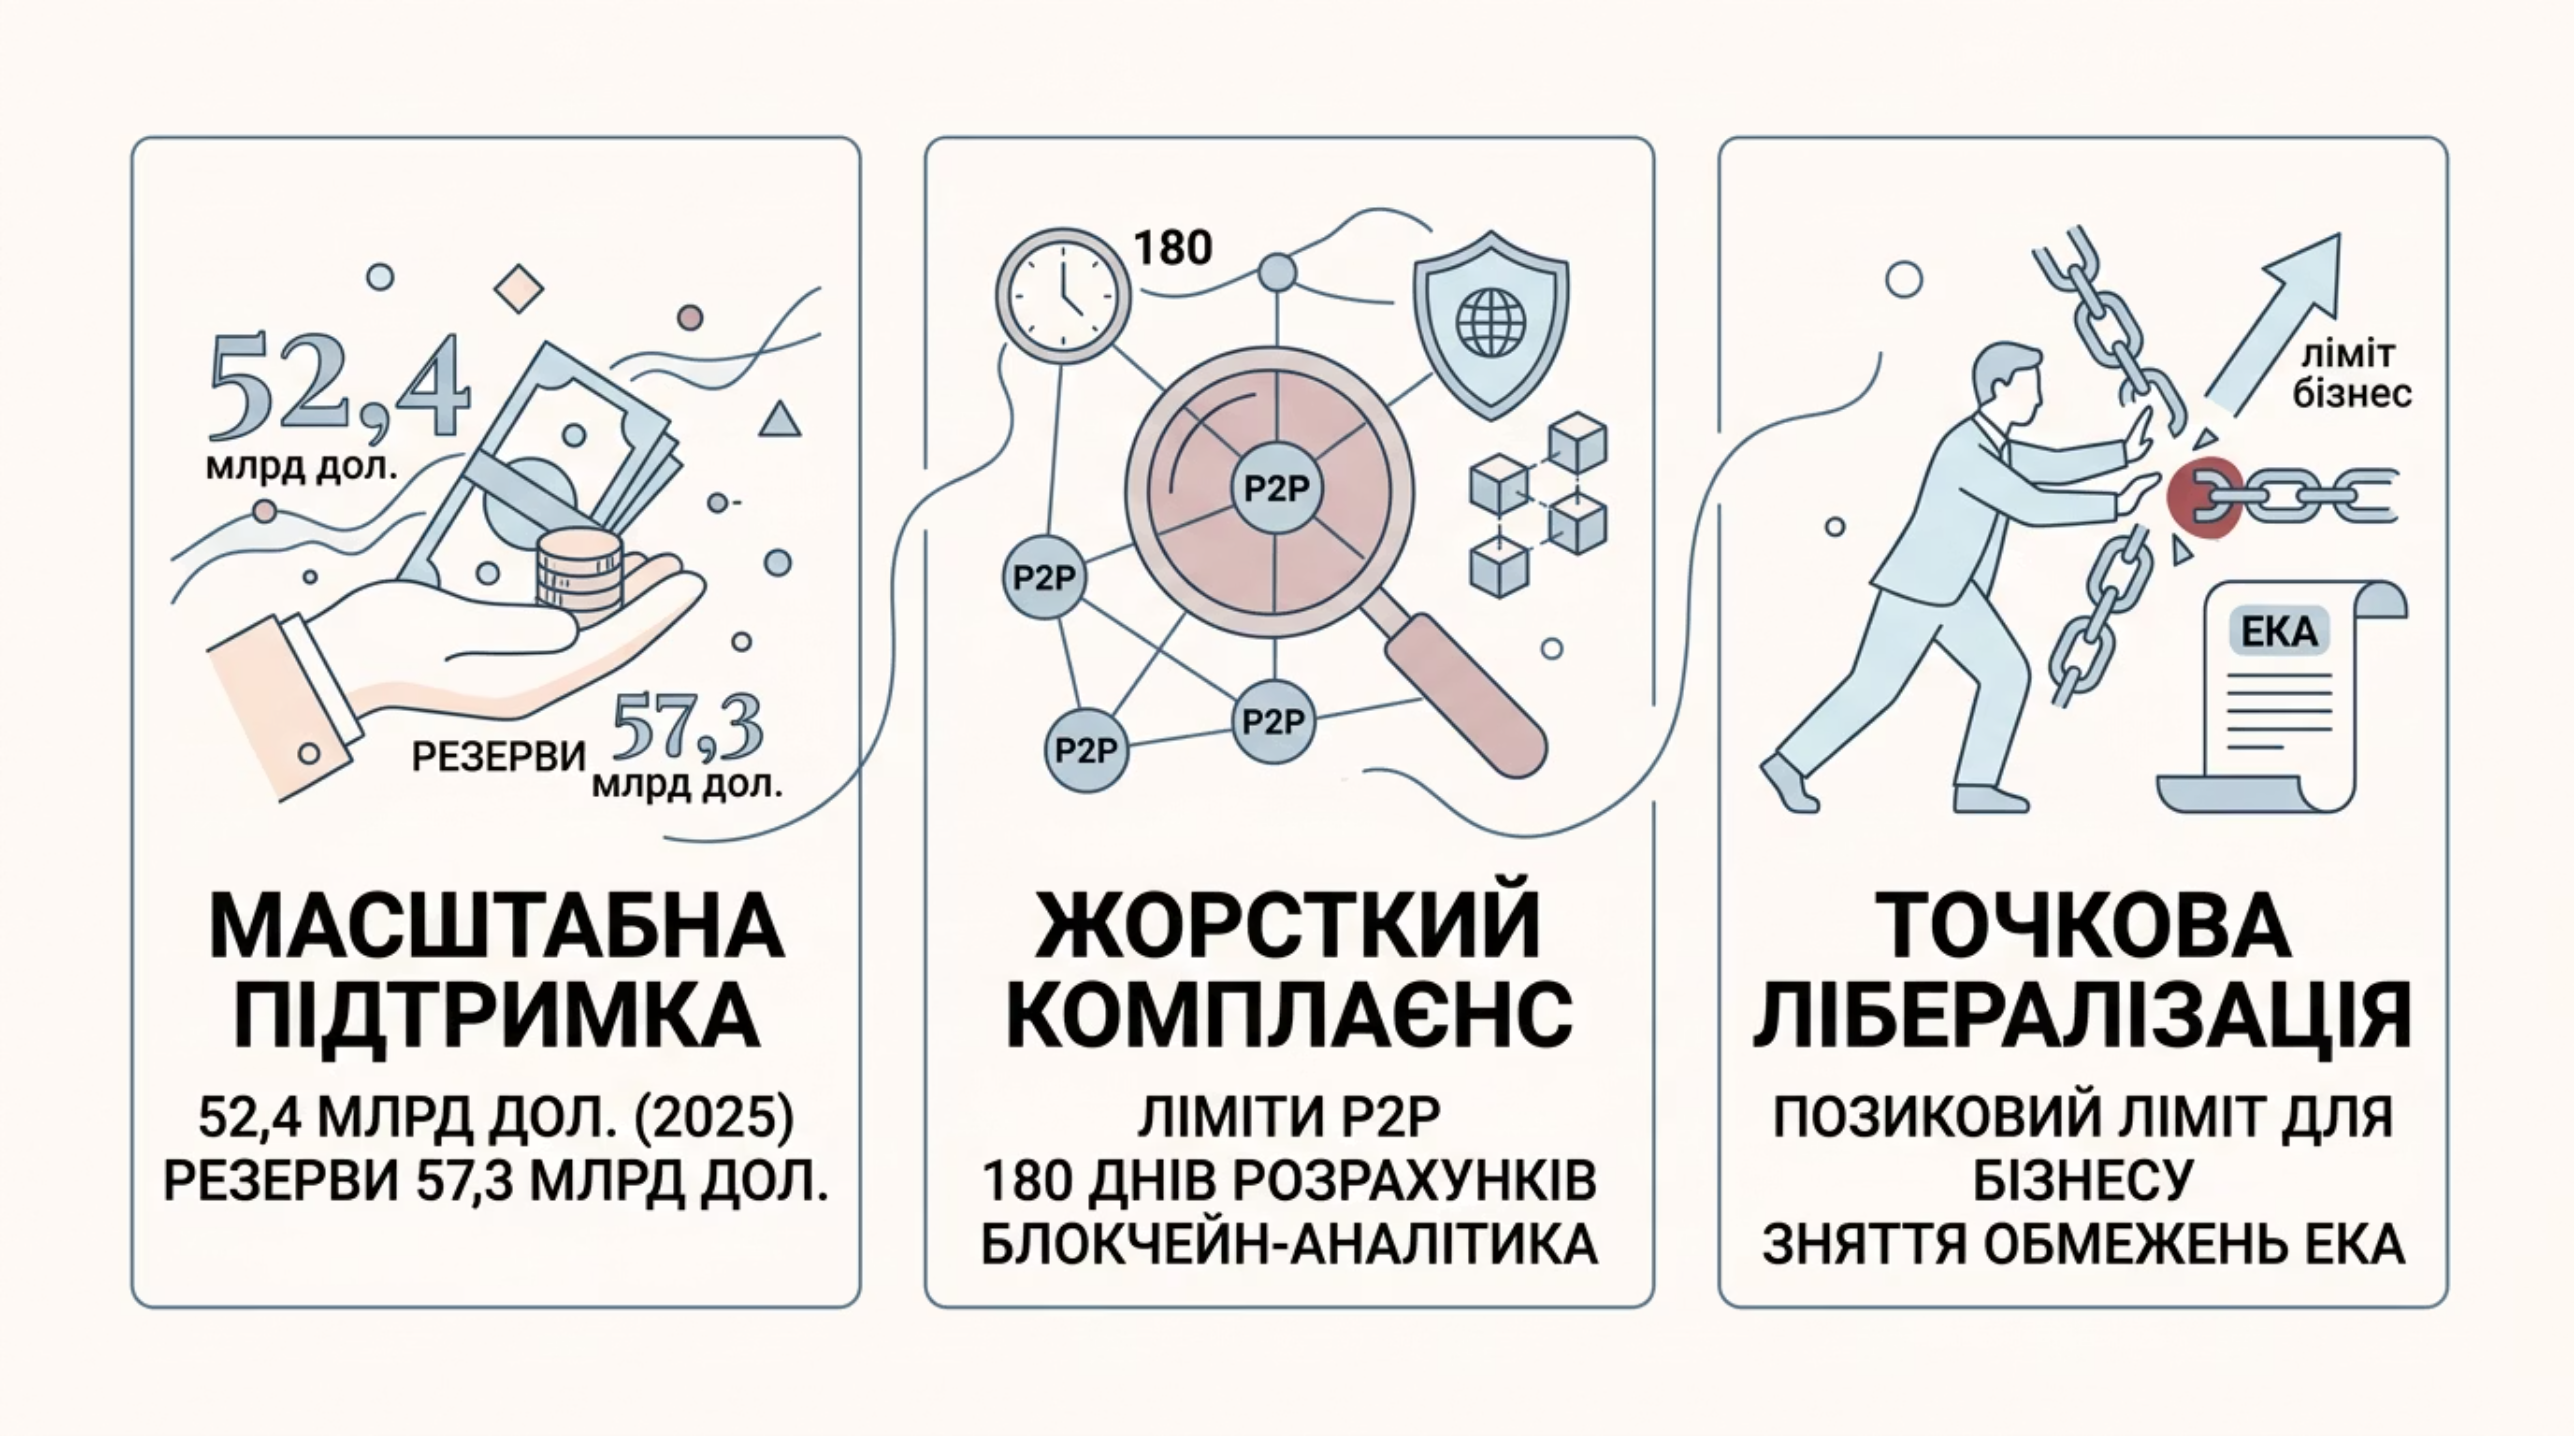 52,4
млрд дол.
РЕЗЕРВИ 57,3
млрд дол.
МАСШТАБНА
ПІДТРИМКА
52,4 МЛРД ДОЛ. (2025)
РЕЗЕРВИ 57,3 МЛРД ДОЛ.
180
P2P
P2P
P2P
P2P
ЖОРСТКИЙ
КОМПЛАЄНС
ЛІМІТИ P2P
180 ДНІВ РОЗРАХУНКІВ
БЛОКЧЕЙН-АНАЛІТИКА
ліміт
бізнес
ЕКА
ТОЧКОВА
ЛІБЕРАЛІЗАЦІЯ
ПОЗИКОВИЙ ЛІМІТ ДЛЯ
БІЗНЕСУ
ЗНЯТТЯ ОБМЕЖЕНЬ ЕКА